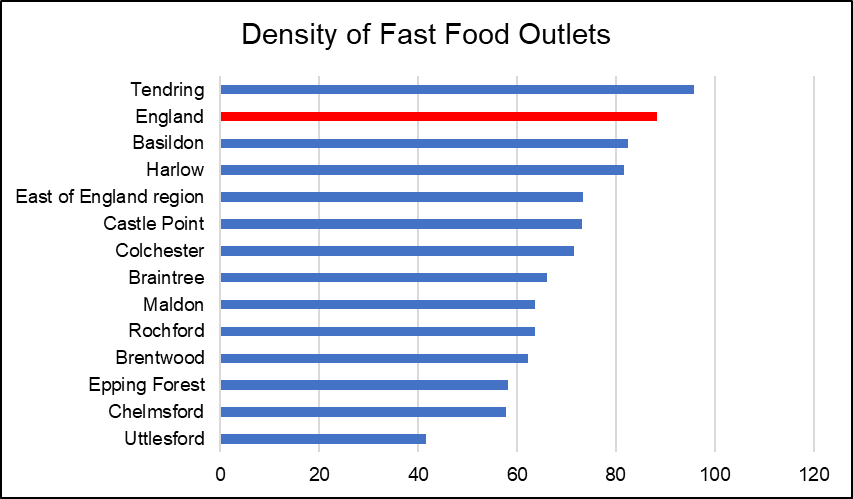 Density of Fast Food Outlets
Tendring
England
Basildon
Harlow
East of England region
Castle Point
Colchester
Braintree
Maldon
Rochford
Brentwood
Epping Forest
Chelmsford
Uttlesford
0 20 40 60 80 100 120